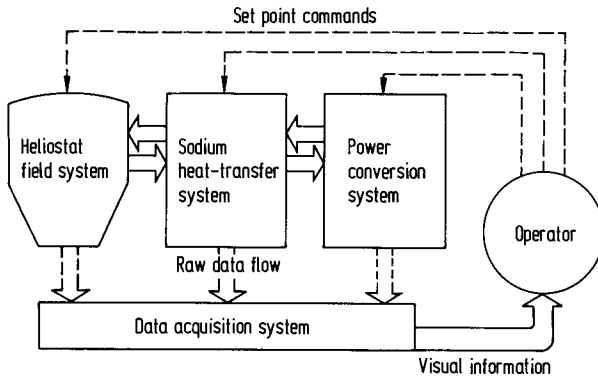 Set point commands
Heliostat
field system
Sodium
heat-transfer
system
Power
conversion
system
Operator
Raw data flow
Data acquisition system
Visual information